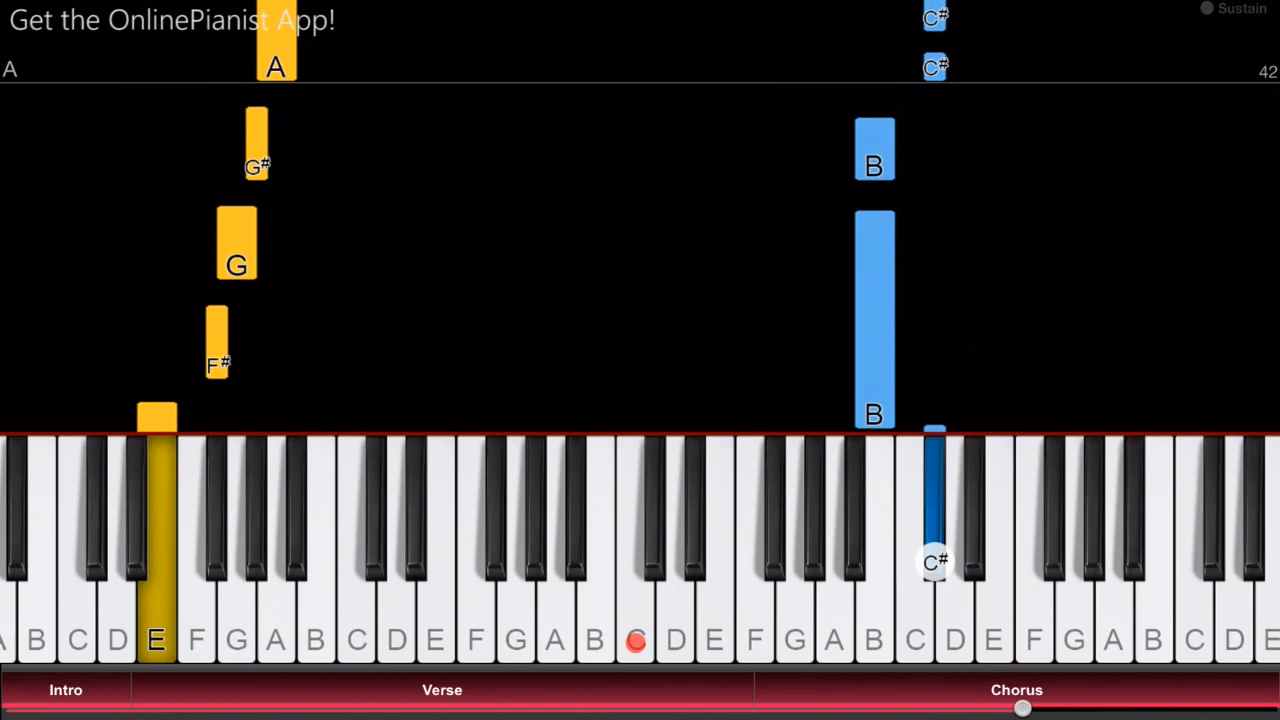 Get the OnlinePianist App!
C#
Sustain
A
A
C#
42
G#
B
G
F#
B
C#
B C D E F G A B C D E F G A B C D E F G A B C D E F G A B C D E
Intro
Verse
Chorus